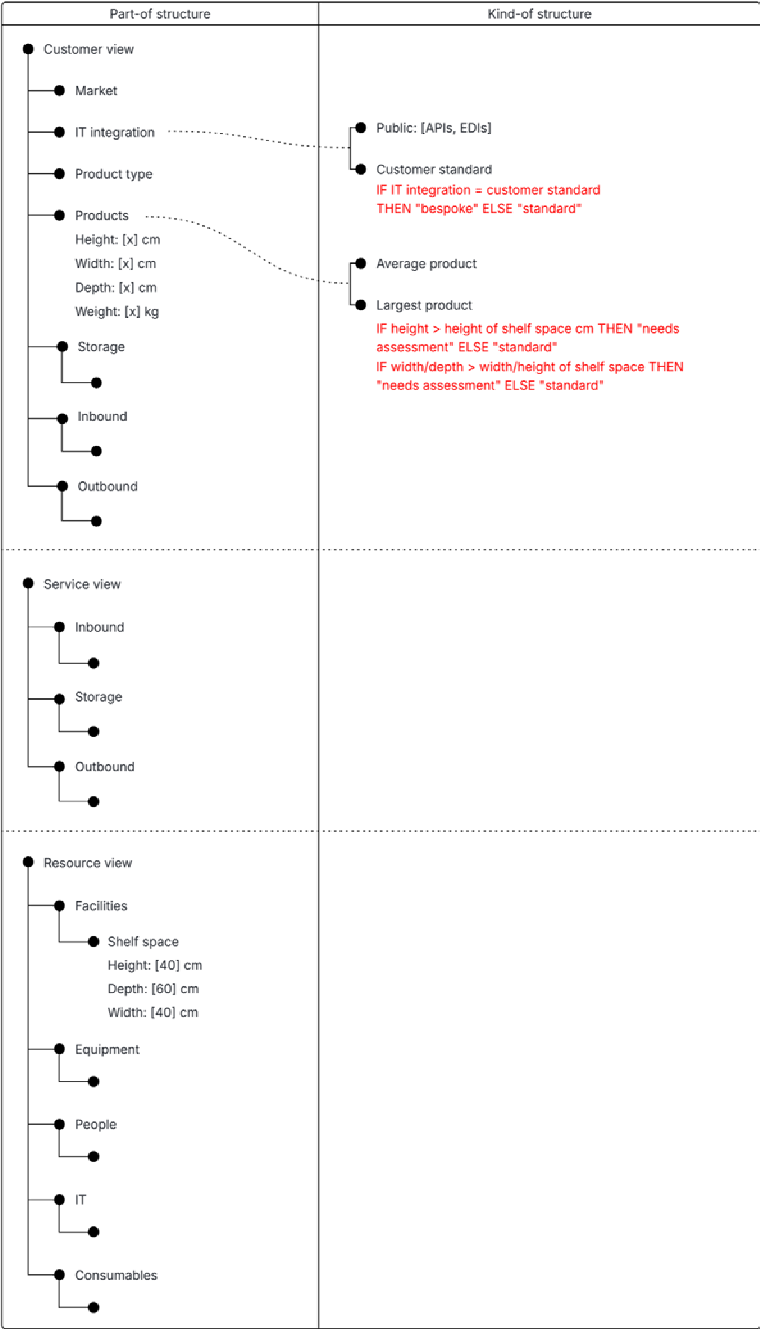 Part-of structure
Kind-of structure
Customer view
Market
IT integration
Public: [APIs, EDIs]
Customer standard
IF IT integration = customer standard
THEN "bespoke" ELSE "standard"
Product type
Products
Height: [x] cm
Width: [x] cm
Depth: [x] cm
Weight: [x] kg
Average product
Largest product
IF height > height of shelf space cm THEN "needs
assessment" ELSE "standard"
IF width/depth > width/height of shelf space THEN
"needs assessment" ELSE "standard"
Storage
Inbound
Outbound
Service view
Inbound
Storage
Outbound
Resource view
Facilities
Shelf space
Height: [40] cm
Depth: [60] cm
Width: [40] cm
Equipment
People
IT
Consumables